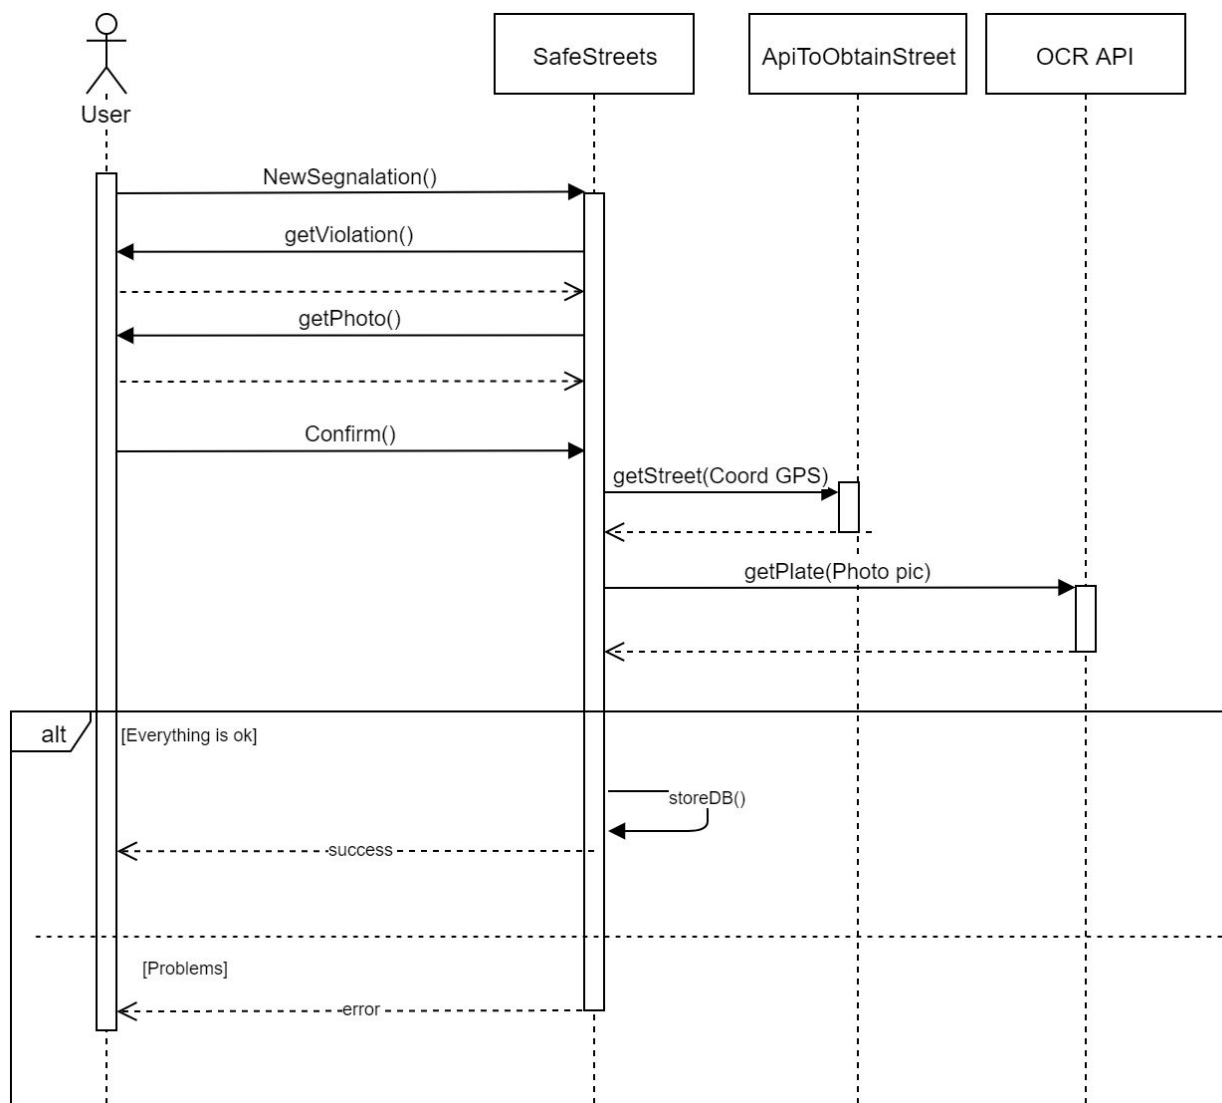 SafeStreets
ApiToObtainStreet
OCR API
User
NewSegnalation()
getViolation()
getPhoto()
Confirm()
getStreet(Coord GPS)
getPlate(Photo pic)
alt
[Everything is ok]
storeDB()
success
[Problems]
error